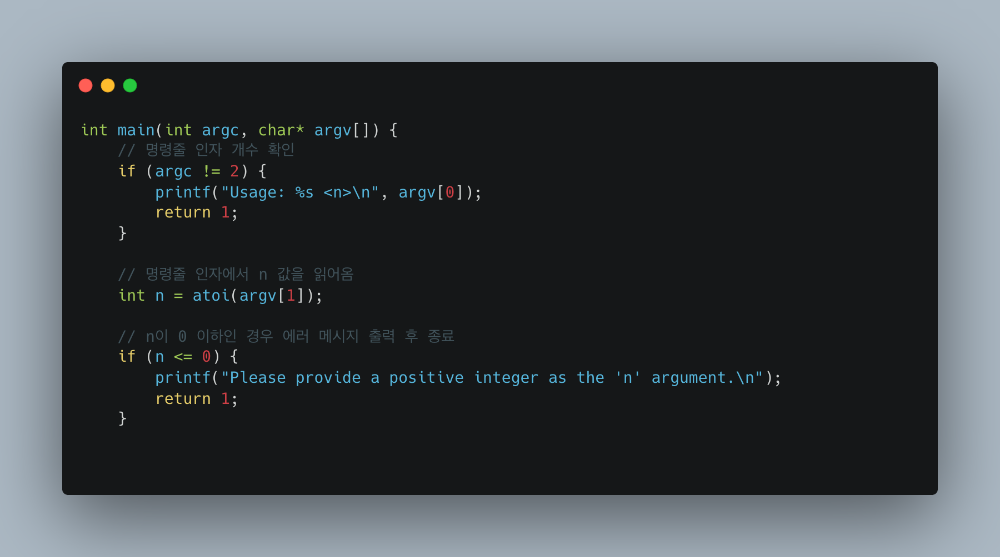 int main(int argc, char* argv[]) {
    // 명령줄 인자 개수 확인
    if (argc != 2) {
        printf("Usage: %s <n>\n", argv[0]);
        return 1;
    }
    // 명령줄 인자에서 n 값을 읽어옴
    int n = atoi(argv[1]);
    // n이 0 이하인 경우 에러 메시지 출력 후 종료
    if (n <= 0) {
        printf("Please provide a positive integer as the 'n' argument.\n");
        return 1;
    }